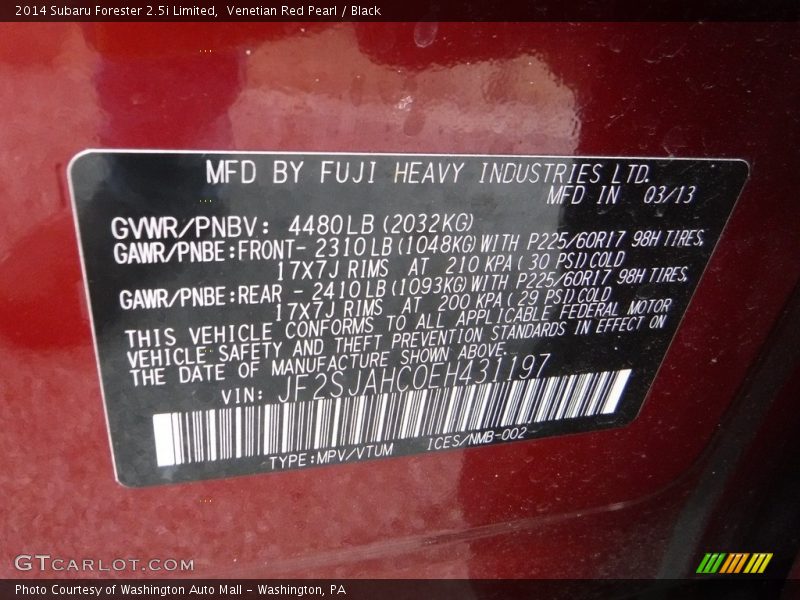 2014 Subaru Forester 2.5i Limited,  Venetian Red Pearl / Black
MFD BY FUJI HEAVY INDUSTRIES LTD.
MFD IN 03/13
GVWR/PNBV: 4480LB (2032KG)
GAWR/PNBE:FRONT- 2310LB(1048KG)WITH P225/60R17 98H TIRES,
17X7J RIMS AT 210 KPA( 30 PSI)COLD
GAWR/PNBE:REAR - 2410LB(1093KG)WITH P225/60R17 98H TIRES,
17X7J RIMS AT 200 KPA( 29 PSI)COLD
THIS VEHICLE CONFORMS TO ALL APPLICABLE FEDERAL MOTOR
VEHICLE SAFETY AND THEFT PREVENTION STANDARDS IN EFFECT ON
THE DATE OF MANUFACTURE SHOWN ABOVE.
VIN: JF2SJAHC0EH431197
TYPE:MPV/VTUM ICES/NMB-002
GTCARLOT.COM
Photo Courtesy of Washington Auto Mall - Washington, PA